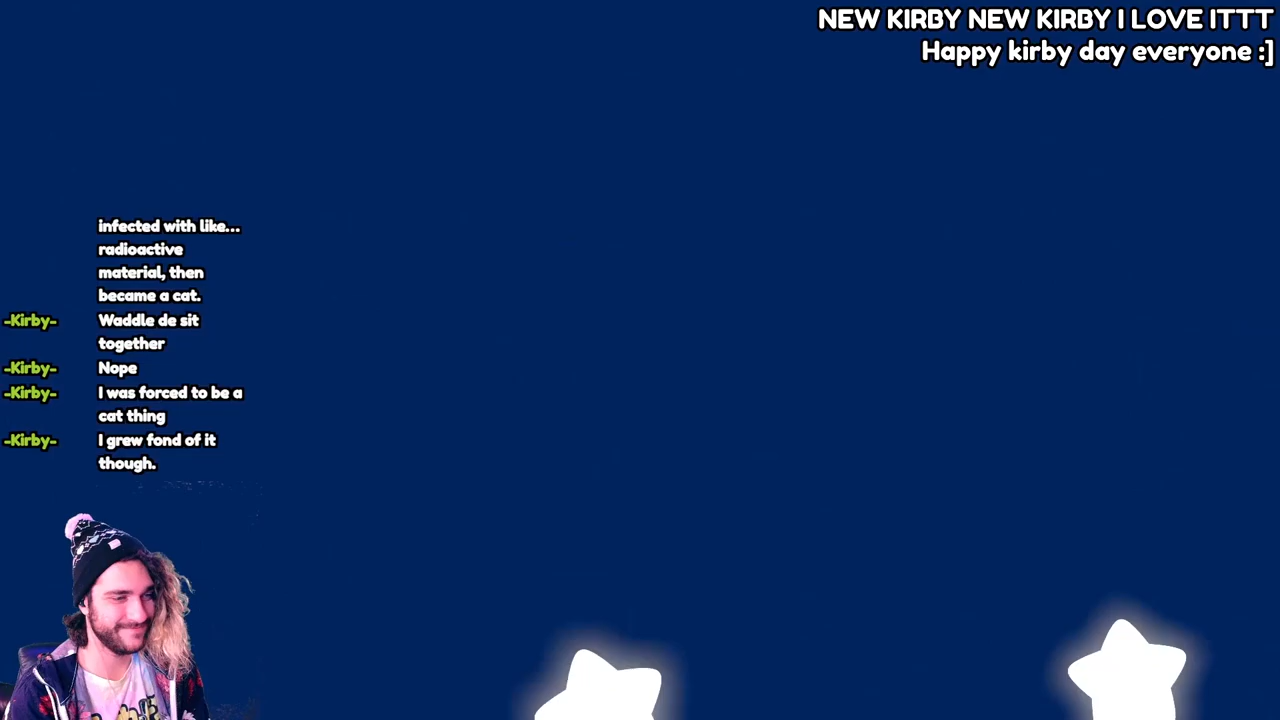 NEW KIRBY NEW KIRBY I LOVE ITTT
Happy kirby day everyone :]
infected with like...
radioactive
material, then
became a cat.
-Kirby- Waddle de sit
together
-Kirby- Nope
-Kirby- I was forced to be a
cat thing
-Kirby- I grew fond of it
though.